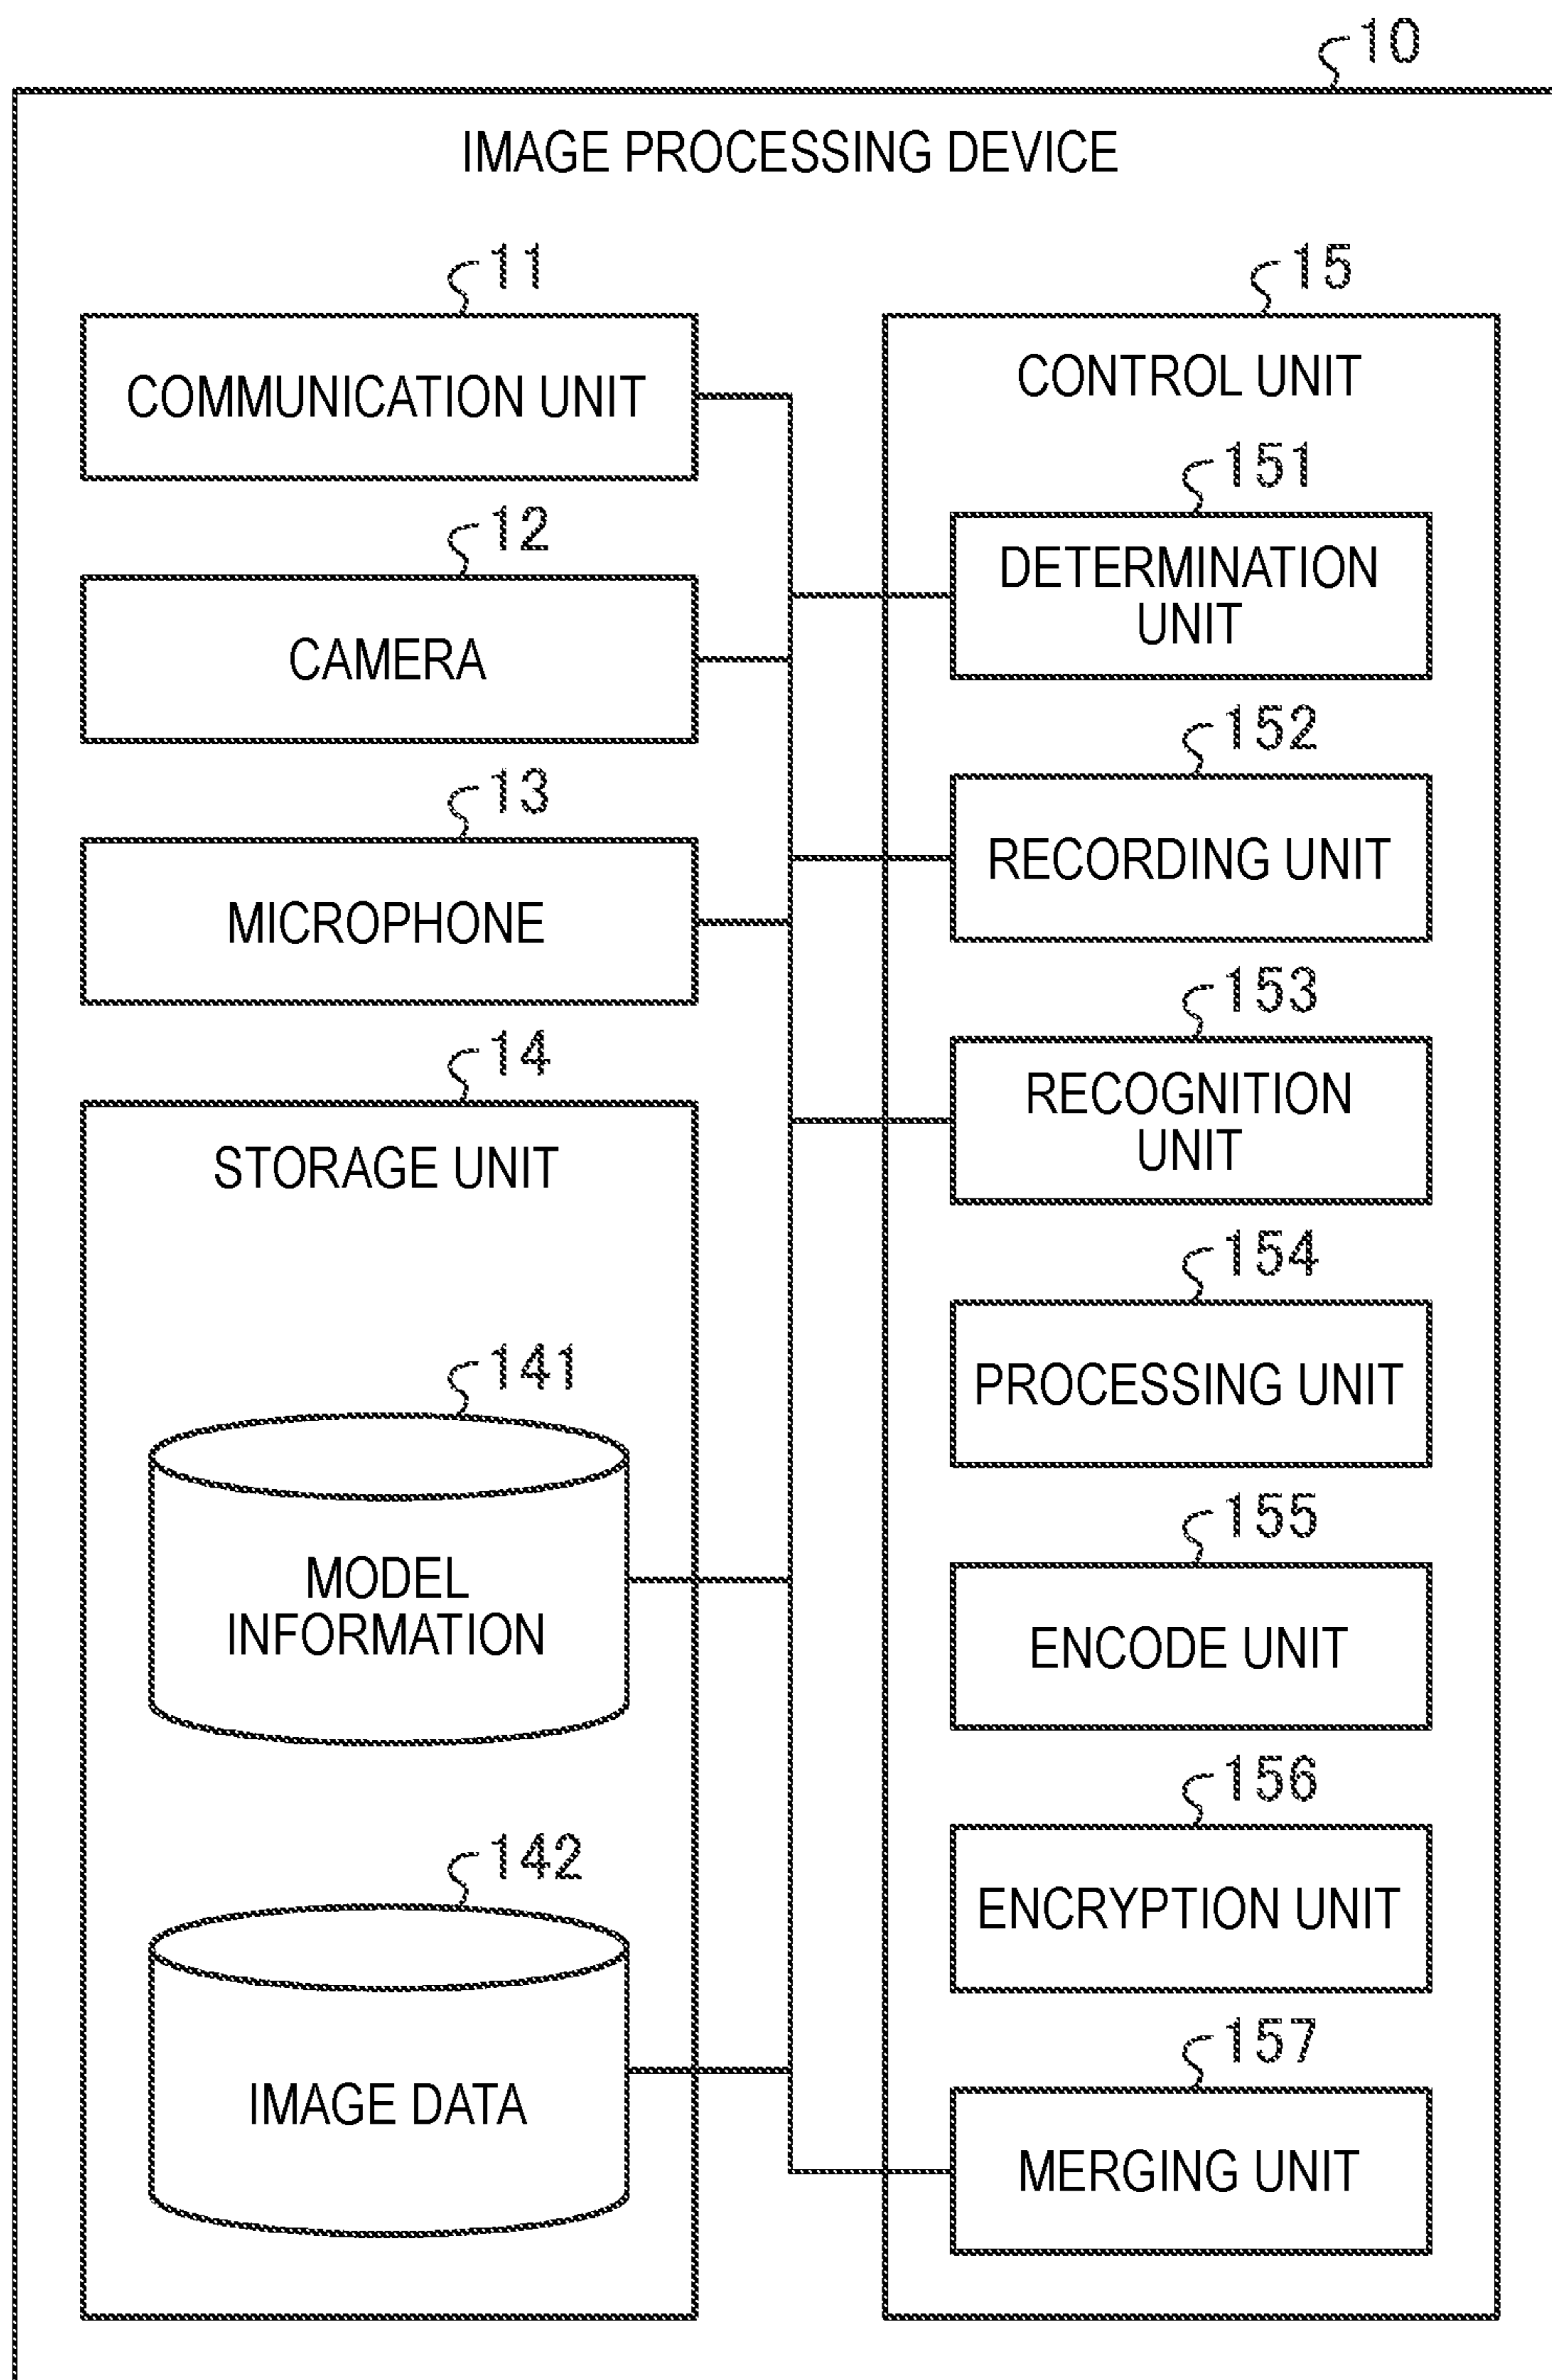 10
IMAGE PROCESSING DEVICE
11
COMMUNICATION UNIT
12
CAMERA
13
MICROPHONE
14
STORAGE UNIT
141
MODEL
INFORMATION
142
IMAGE DATA
15
CONTROL UNIT
151
DETERMINATION
UNIT
152
RECORDING UNIT
153
RECOGNITION
UNIT
154
PROCESSING UNIT
155
ENCODE UNIT
156
ENCRYPTION UNIT
157
MERGING UNIT